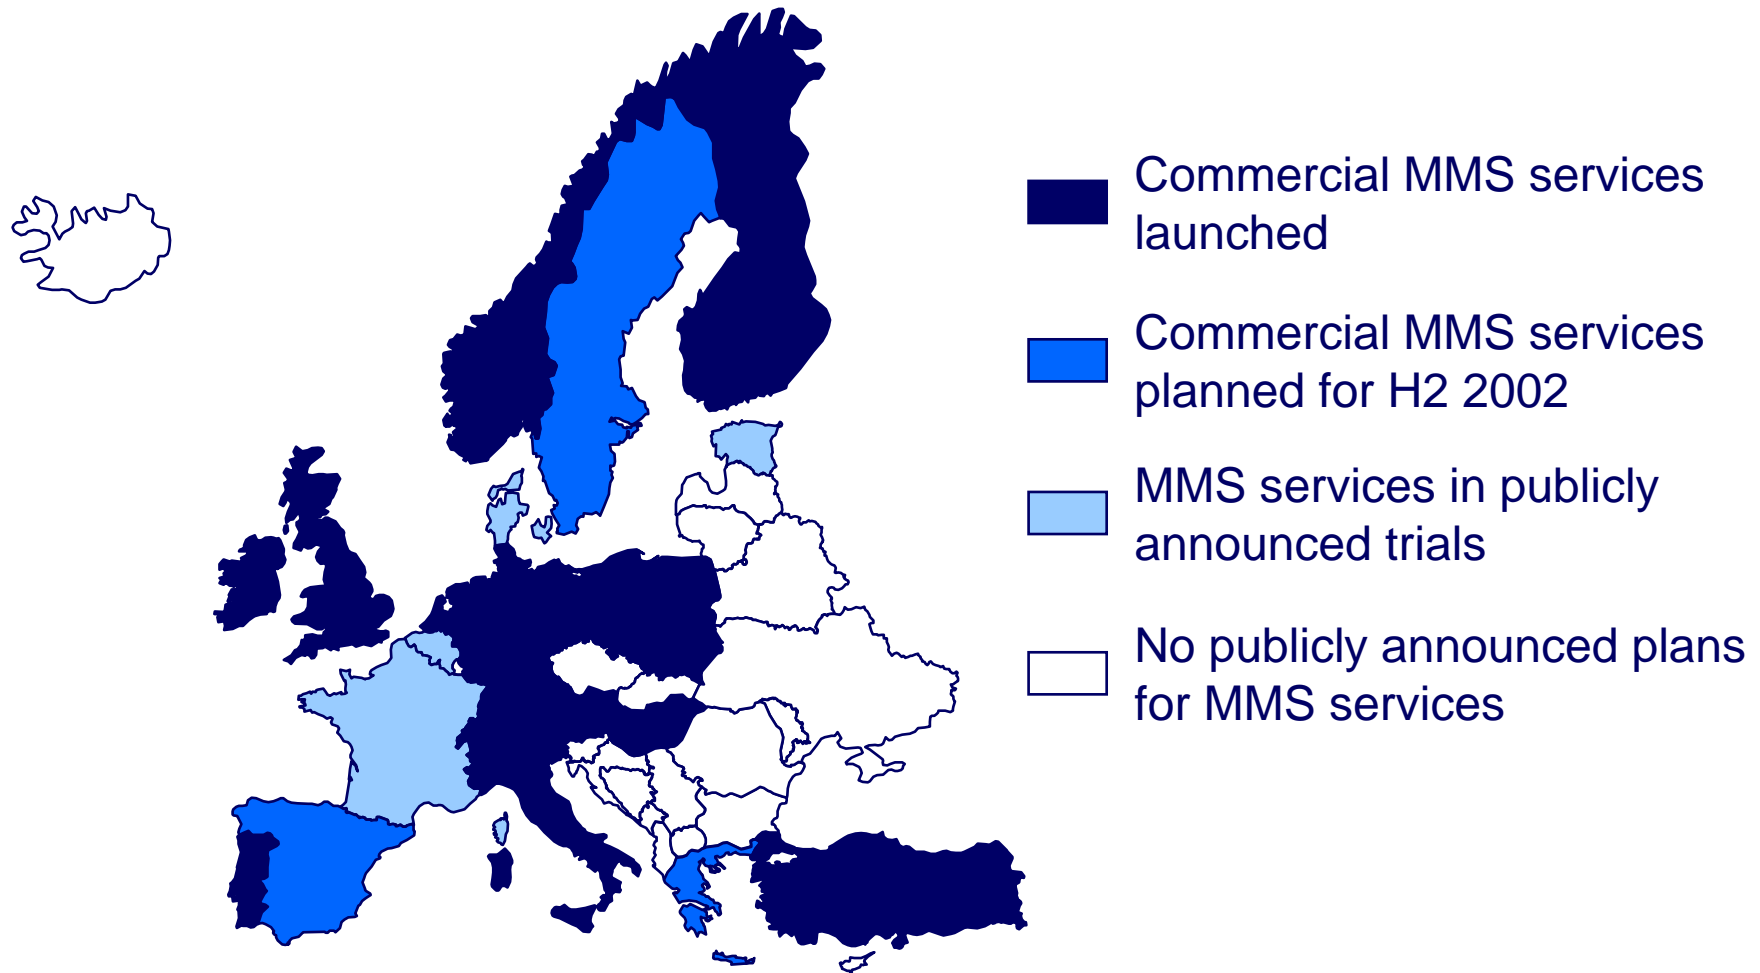 Commercial MMS services
launched
Commercial MMS services
planned for H2 2002
MMS services in publicly
announced trials
No publicly announced plans
for MMS services